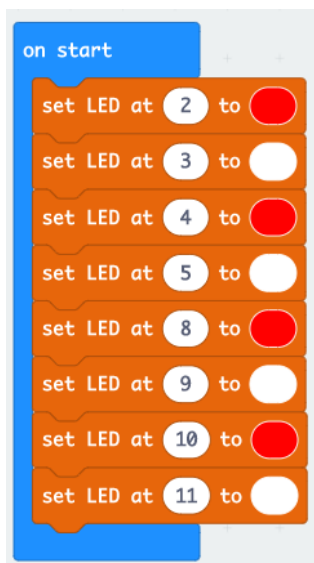 on start
set LED at 2 to
set LED at 3 to
set LED at 4 to
set LED at 5 to
set LED at 8 to
set LED at 9 to
set LED at 10 to
set LED at 11 to